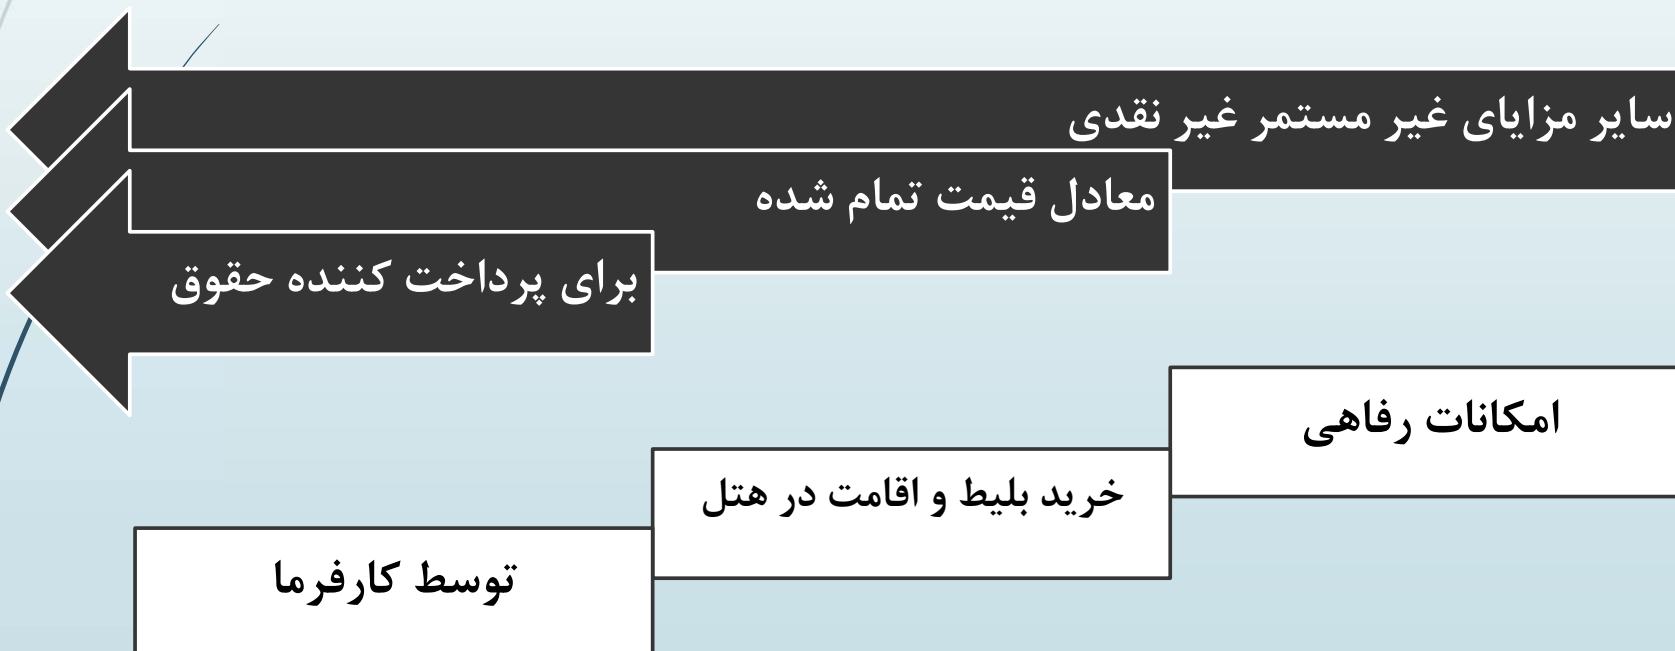 سایر مزایای غیر مستمر غیر نقدی
معادل قیمت تمام شده
برای پرداخت کننده حقوق
امکانات رفاهی
خرید بلیط و اقامت در هتل
توسط کارفرما